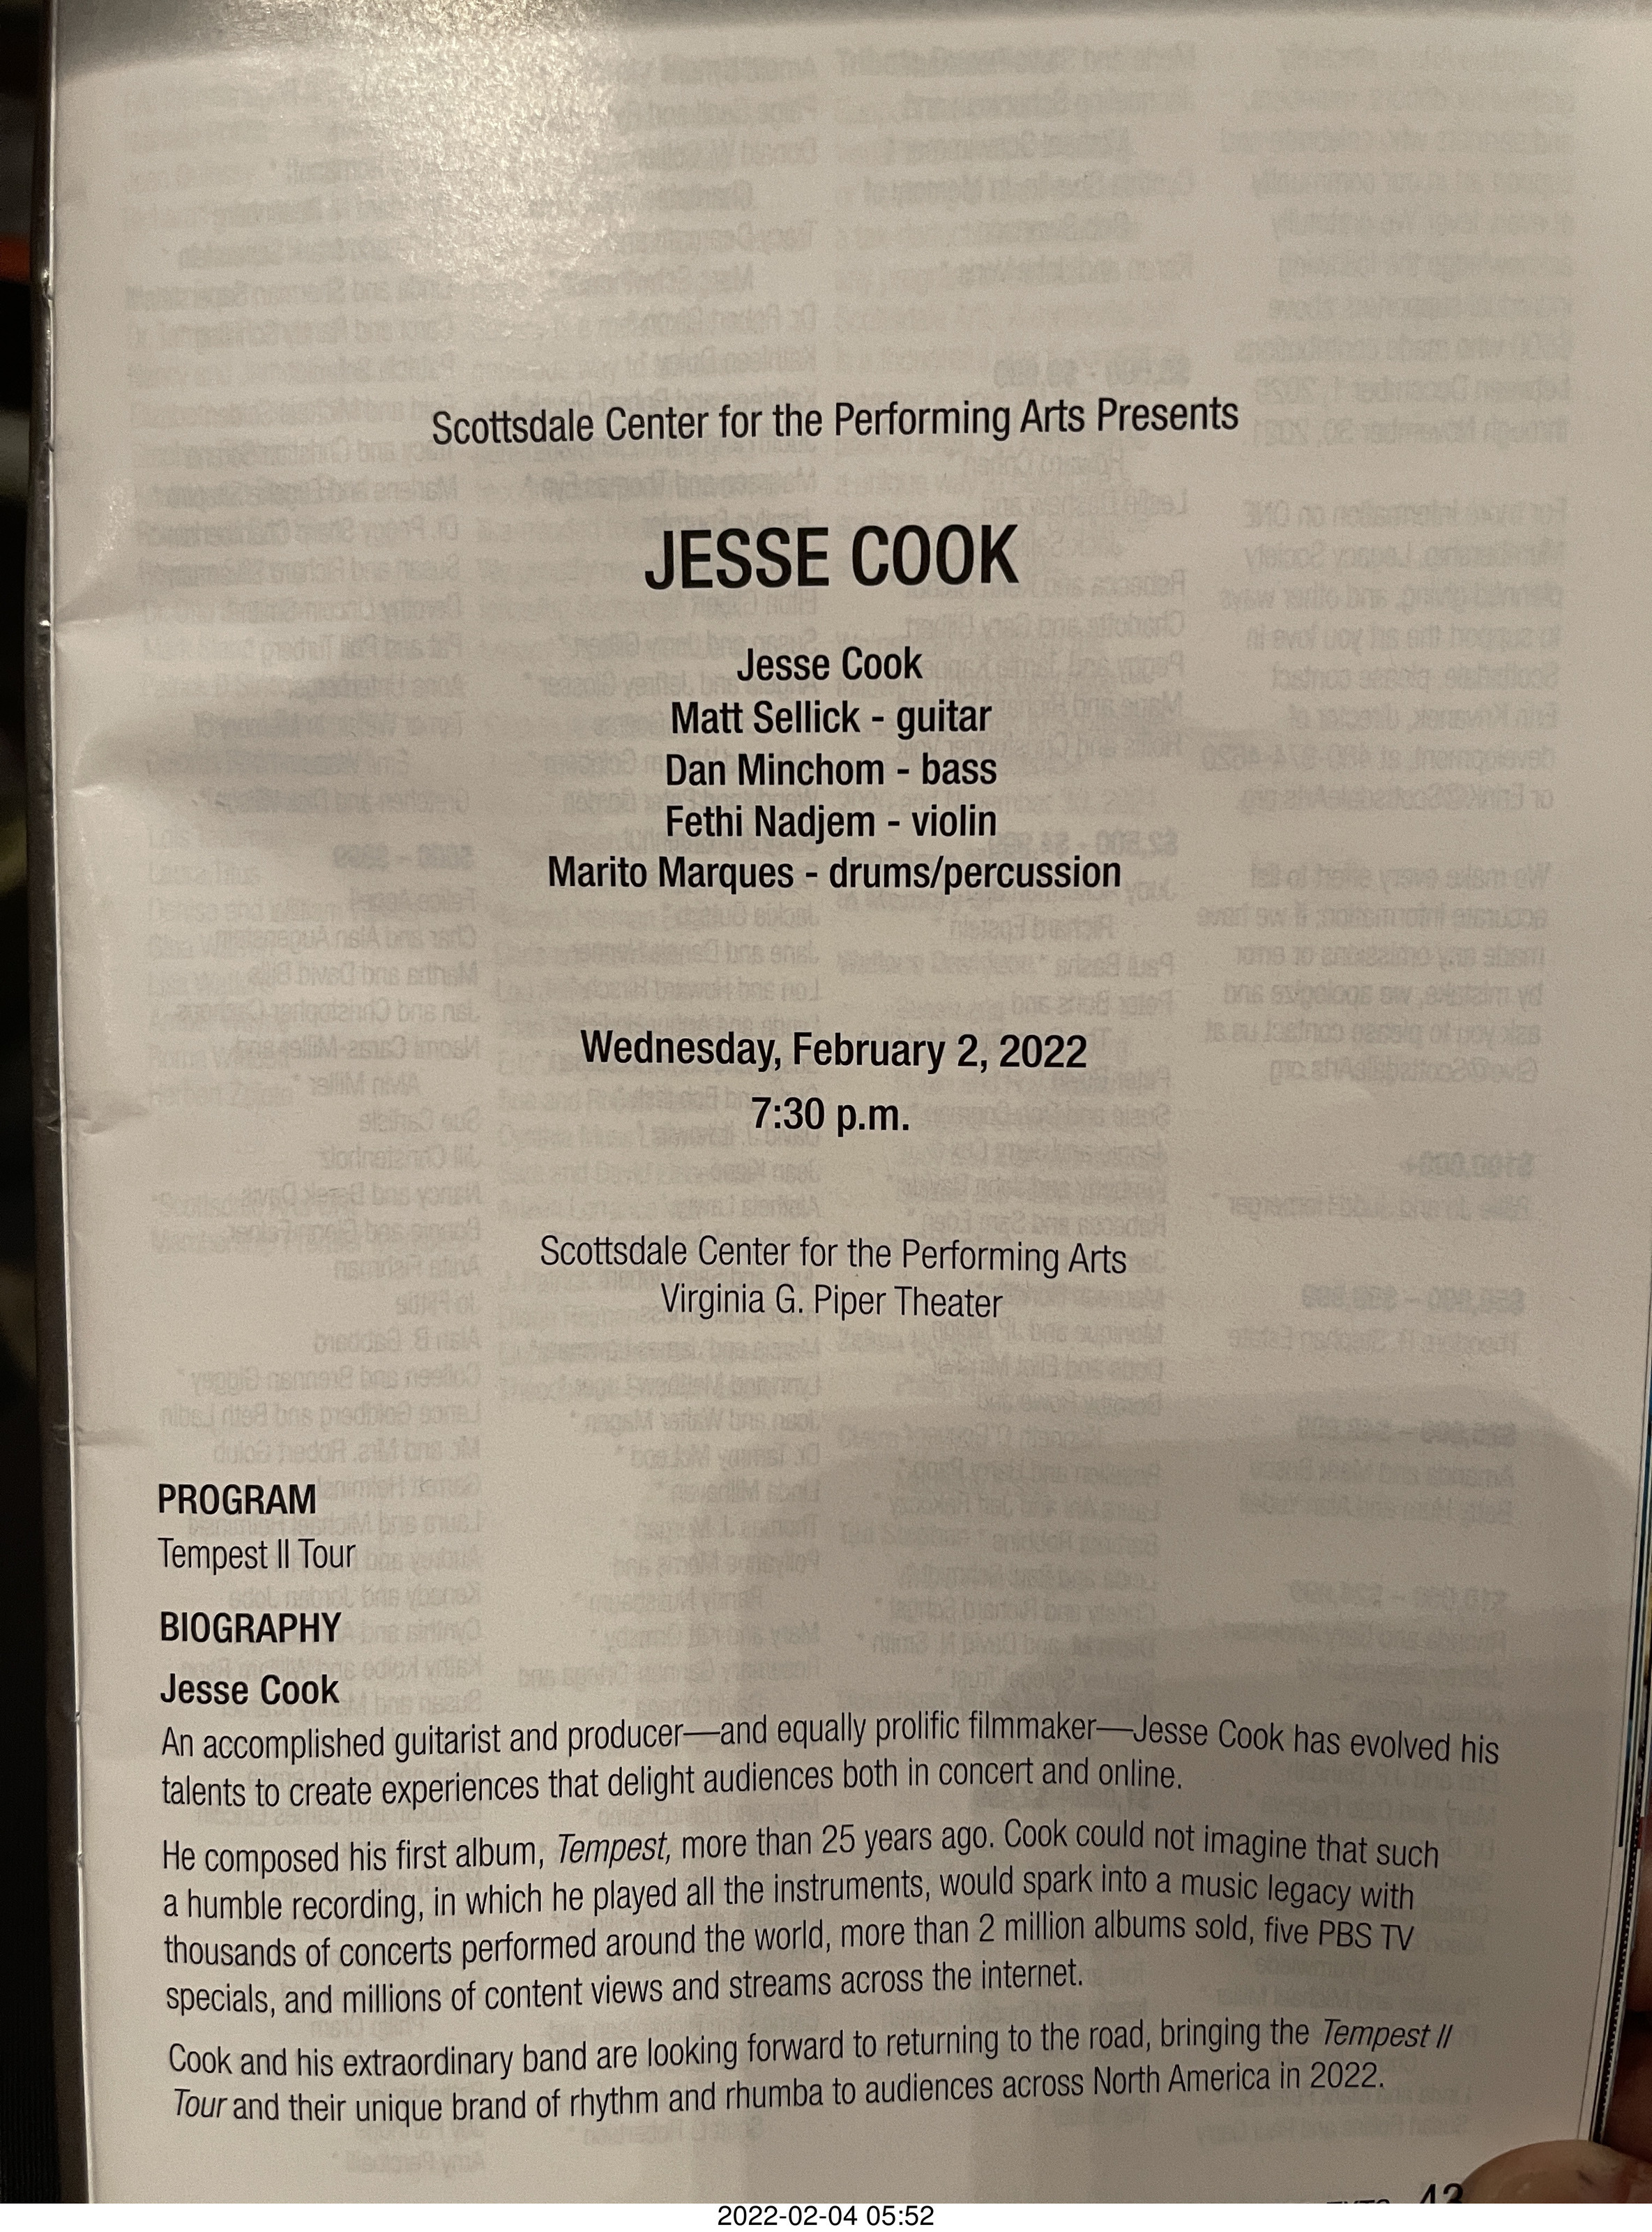 Scottsdale Center for the Performing Arts Presents
JESSE COOK
Jesse Cook
Matt Sellick - guitar
Dan Minchom - bass
Fethi Nadjem - violin
Marito Marques - drums/percussion
Wednesday, February 2, 2022
7:30 p.m.
Scottsdale Center for the Performing Arts
Virginia G. Piper Theater
PROGRAM
Tempest II Tour
BIOGRAPHY
Jesse Cook
An accomplished guitarist and producer—and equally prolific filmmaker—Jesse Cook has evolved his
talents to create experiences that delight audiences both in concert and online.
He composed his first album, Tempest, more than 25 years ago. Cook could not imagine that such
a humble recording, in which he played all the instruments, would spark into a music legacy with
thousands of concerts performed around the world, more than 2 million albums sold, five PBS TV
specials, and millions of content views and streams across the internet.
Cook and his extraordinary band are looking forward to returning to the road, bringing the Tempest II
Tour and their unique brand of rhythm and rhumba to audiences across North America in 2022.
2022-02-04 05:52